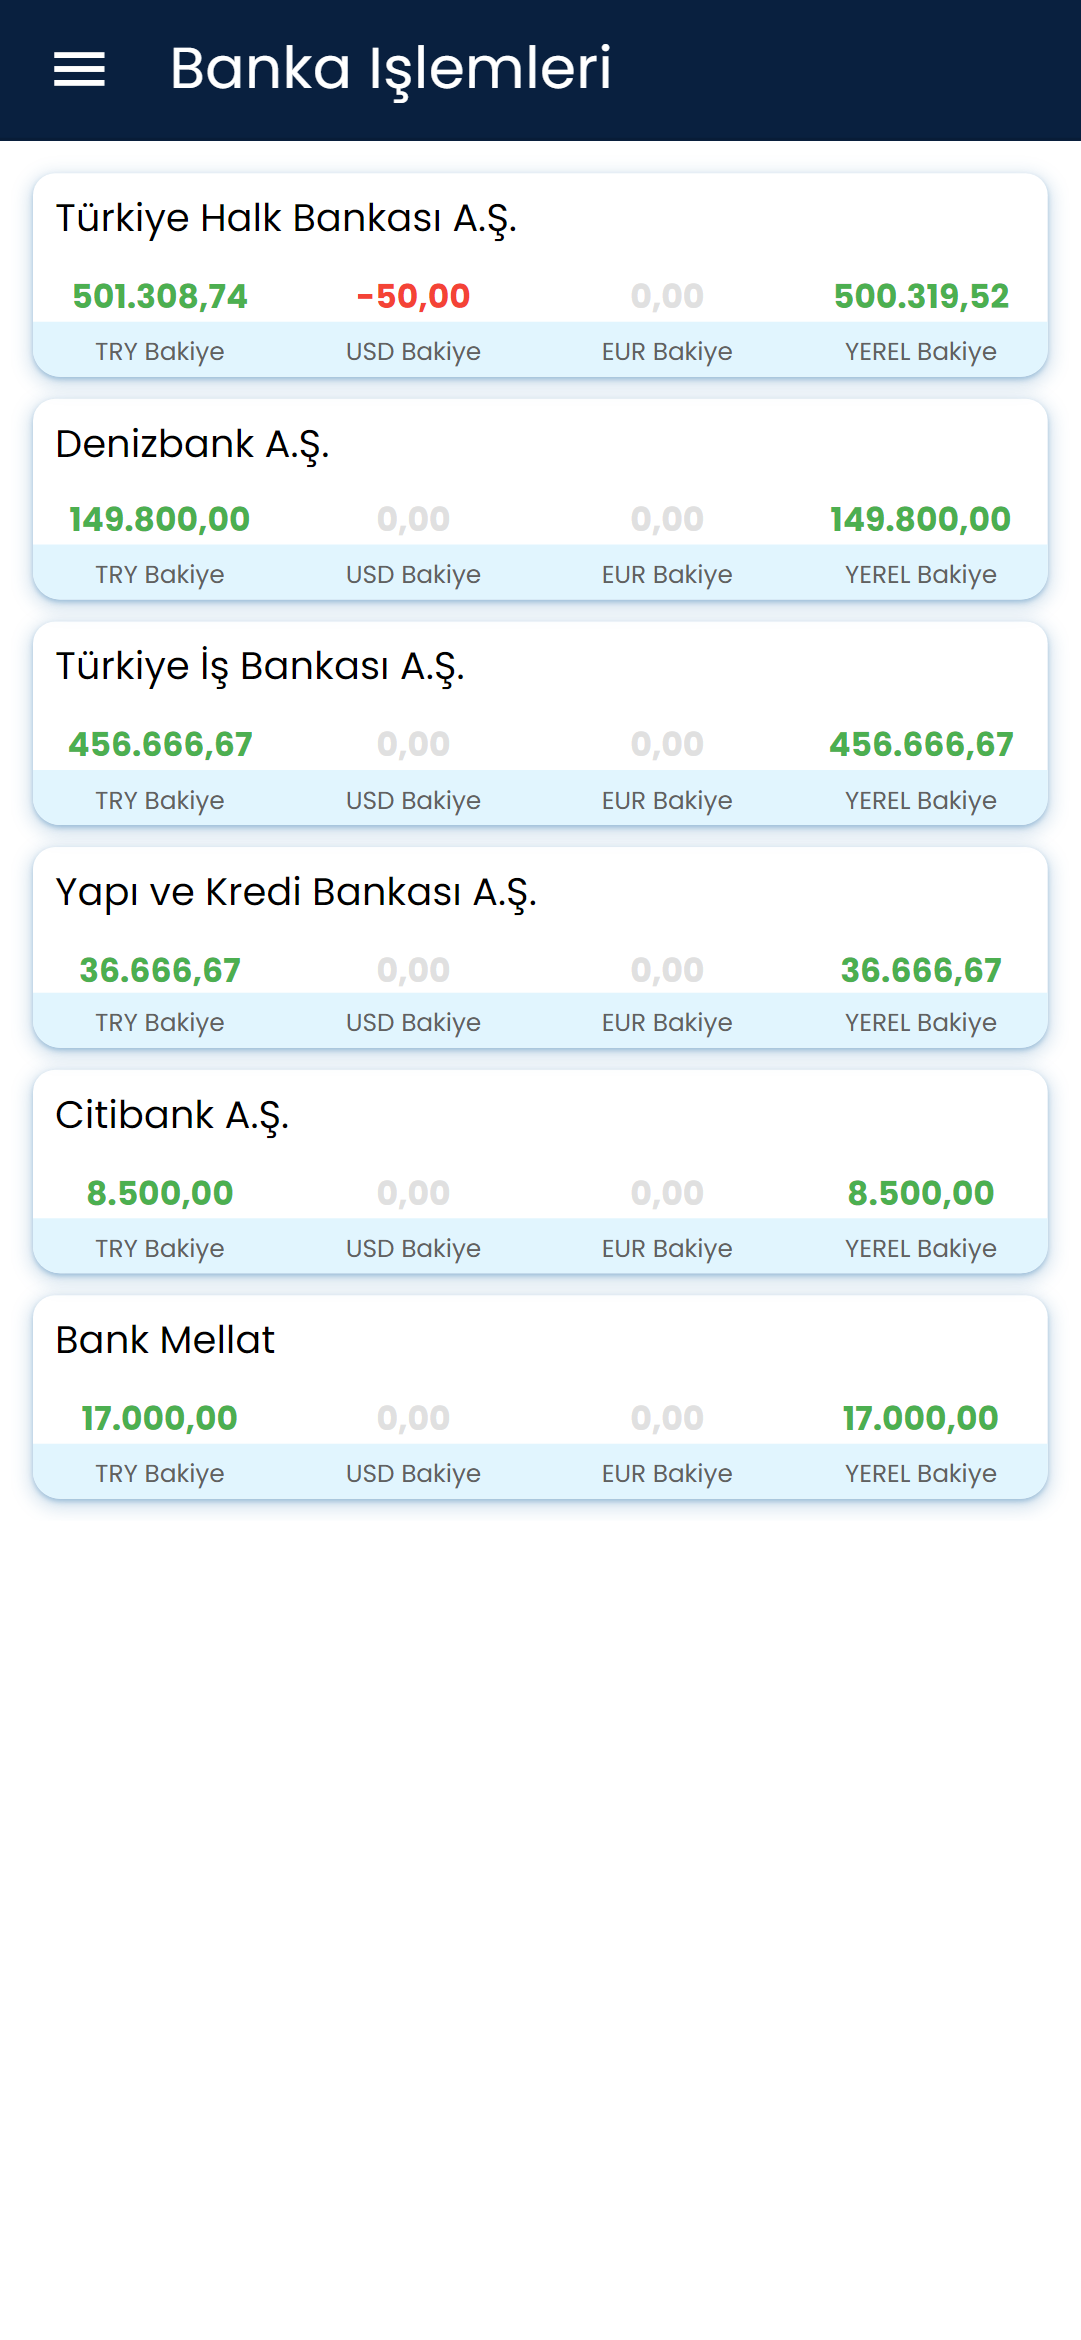 Banka Işlemleri
Türkiye Halk Bankası A.Ş.
501.308,74 -50,00 0,00 500.319,52
TRY Bakiye USD Bakiye EUR Bakiye YEREL Bakiye
Denizbank A.Ş.
149.800,00 0,00 0,00 149.800,00
TRY Bakiye USD Bakiye EUR Bakiye YEREL Bakiye
Türkiye İş Bankası A.Ş.
456.666,67 0,00 0,00 456.666,67
TRY Bakiye USD Bakiye EUR Bakiye YEREL Bakiye
Yapı ve Kredi Bankası A.Ş.
36.666,67 0,00 0,00 36.666,67
TRY Bakiye USD Bakiye EUR Bakiye YEREL Bakiye
Citibank A.Ş.
8.500,00 0,00 0,00 8.500,00
TRY Bakiye USD Bakiye EUR Bakiye YEREL Bakiye
Bank Mellat
17.000,00 0,00 0,00 17.000,00
TRY Bakiye USD Bakiye EUR Bakiye YEREL Bakiye